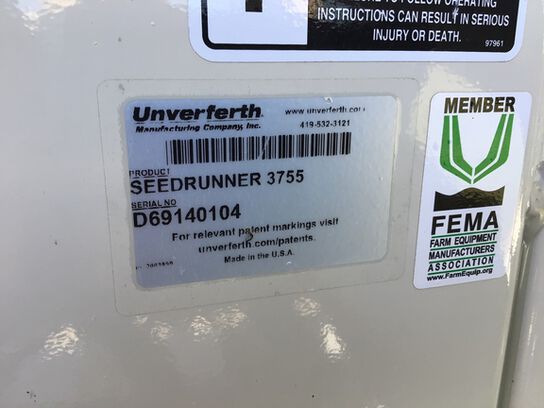 INSTRUCTIONS CAN RESULT IN SERIOUS
INJURY OR DEATH.
97961
Unverferth
Manufacturing Company, Inc.
www.unverferth.com
419-532-3121
PRODUCT
SEEDRUNNER 3755
SERIAL NO
D69140104
For relevant patent markings visit
unverferth.com/patents.
Made in the U.S.A.
MEMBER
FEMA
FARM EQUIPMENT
MANUFACTURERS
ASSOCIATION
www.FarmEquip.org